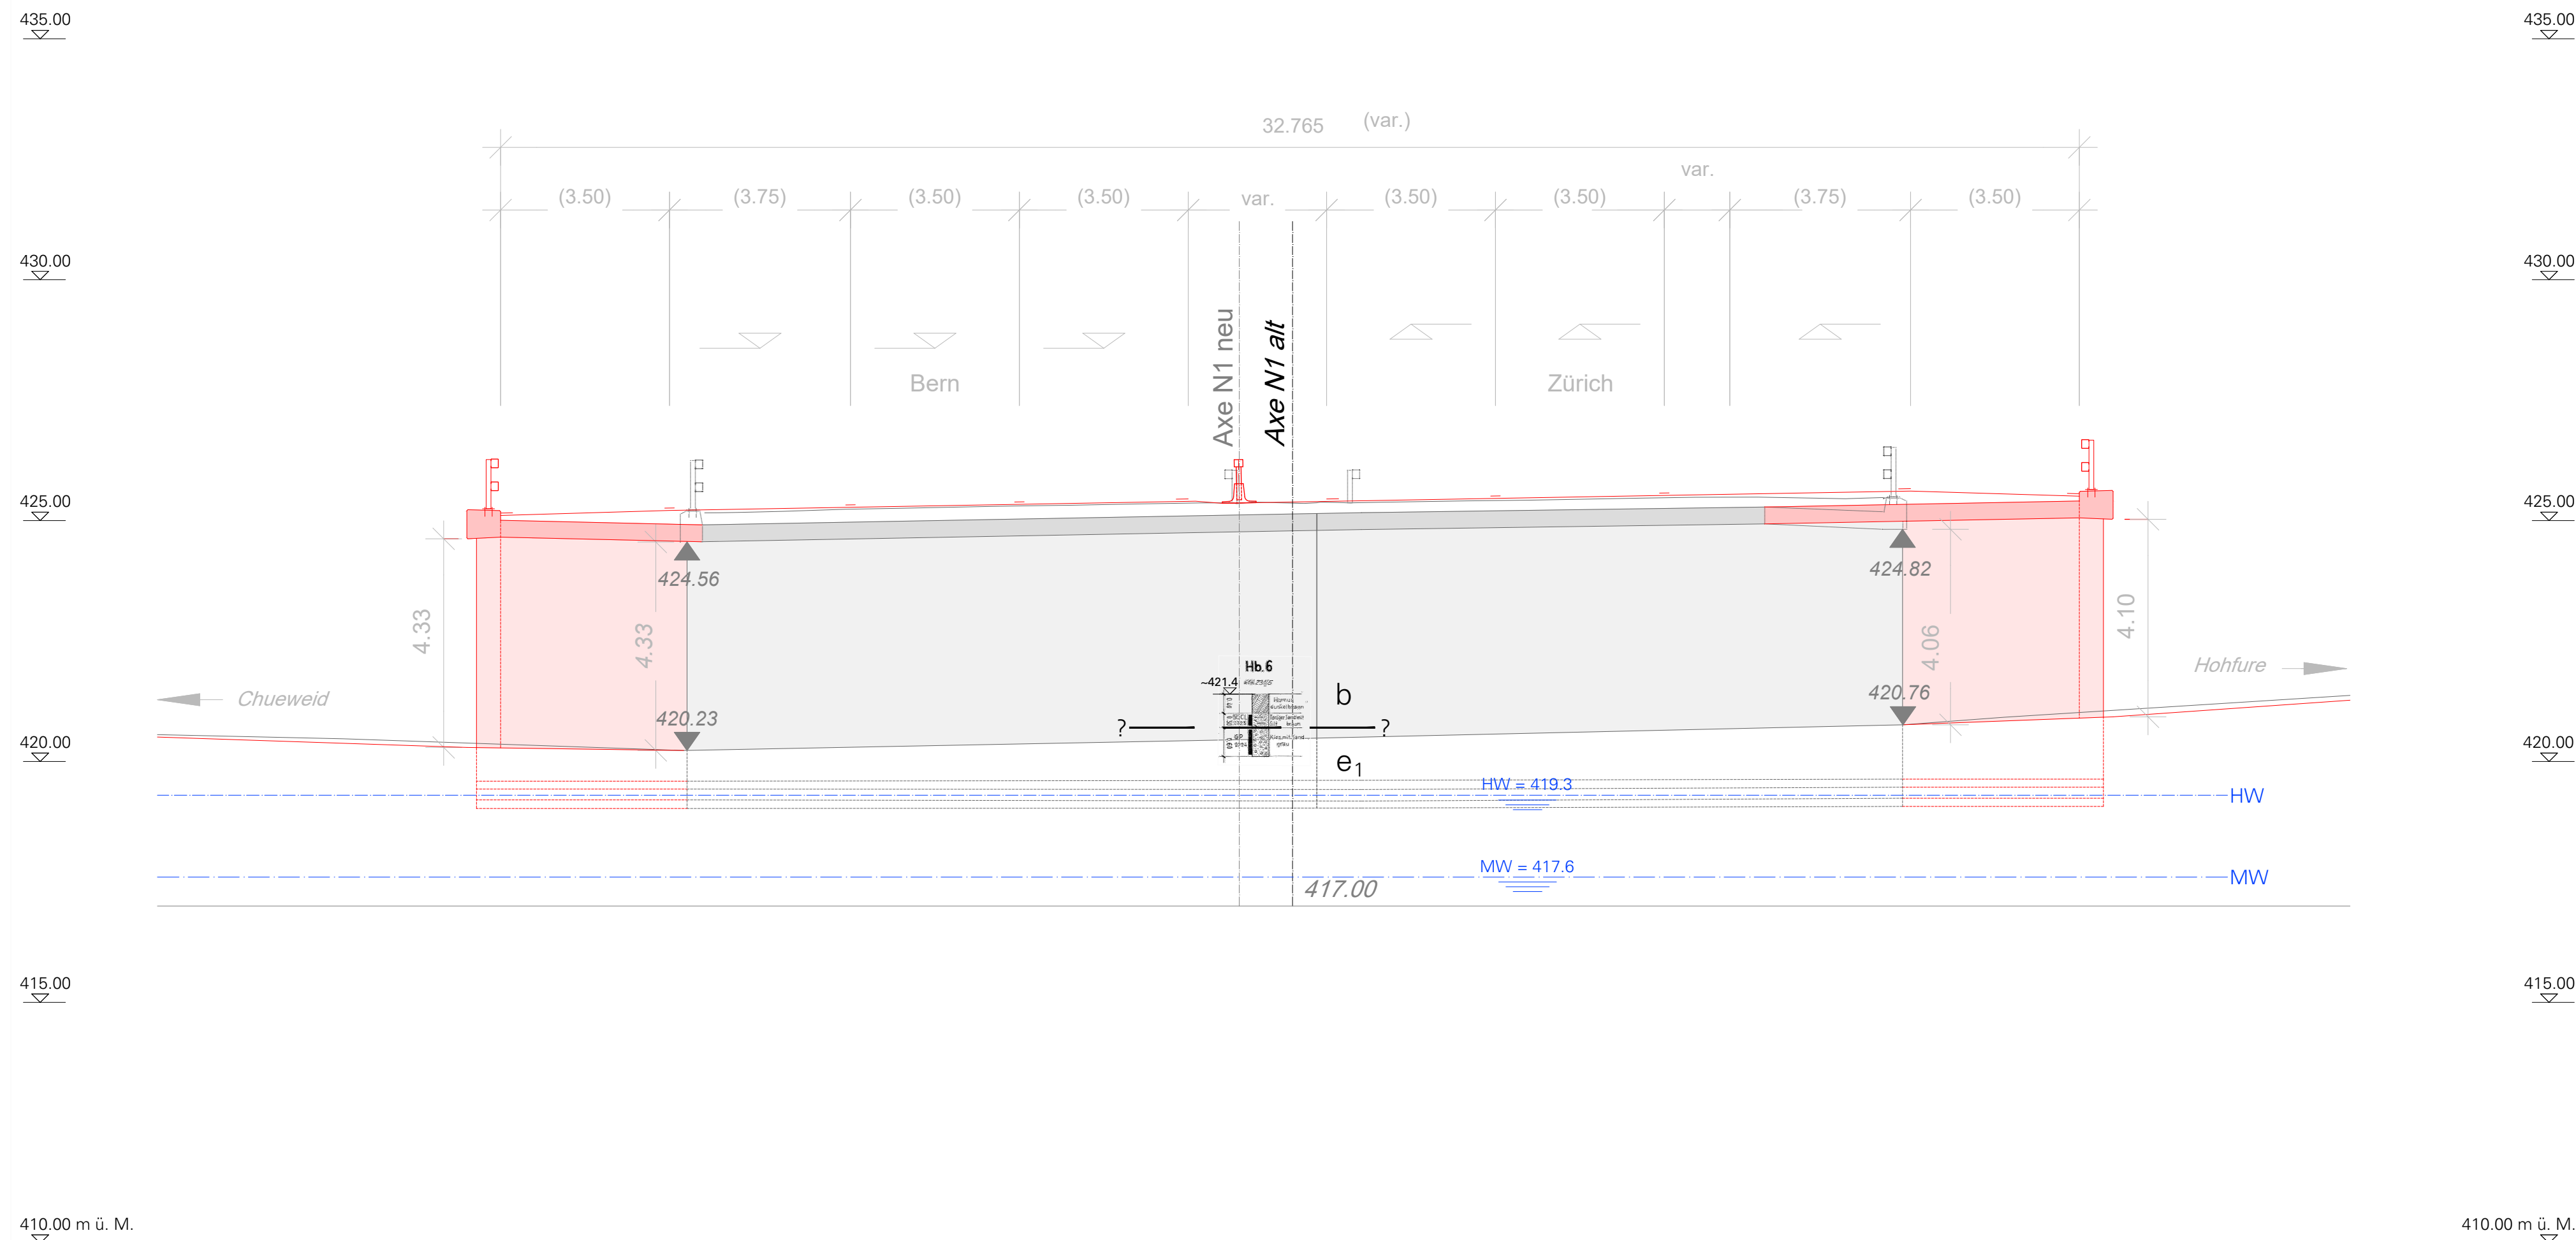 435.00
435.00
32.765 (var.)
var.
(3.50) (3.75) (3.50) (3.50) var. (3.50) (3.50) (3.75) (3.50)
430.00
430.00
Axe N1 neu
Axe N1 alt
Bern
Zürich
425.00
425.00
424.56
424.82
4.33
4.33
4.06
4.10
Hb.6
~421.4
b
Chueweid
Hohfure
420.23
420.76
?
?
420.00
420.00
e1
HW = 419.3
HW
MW = 417.6
MW
417.00
415.00
415.00
410.00 m ü. M.
410.00 m ü. M.